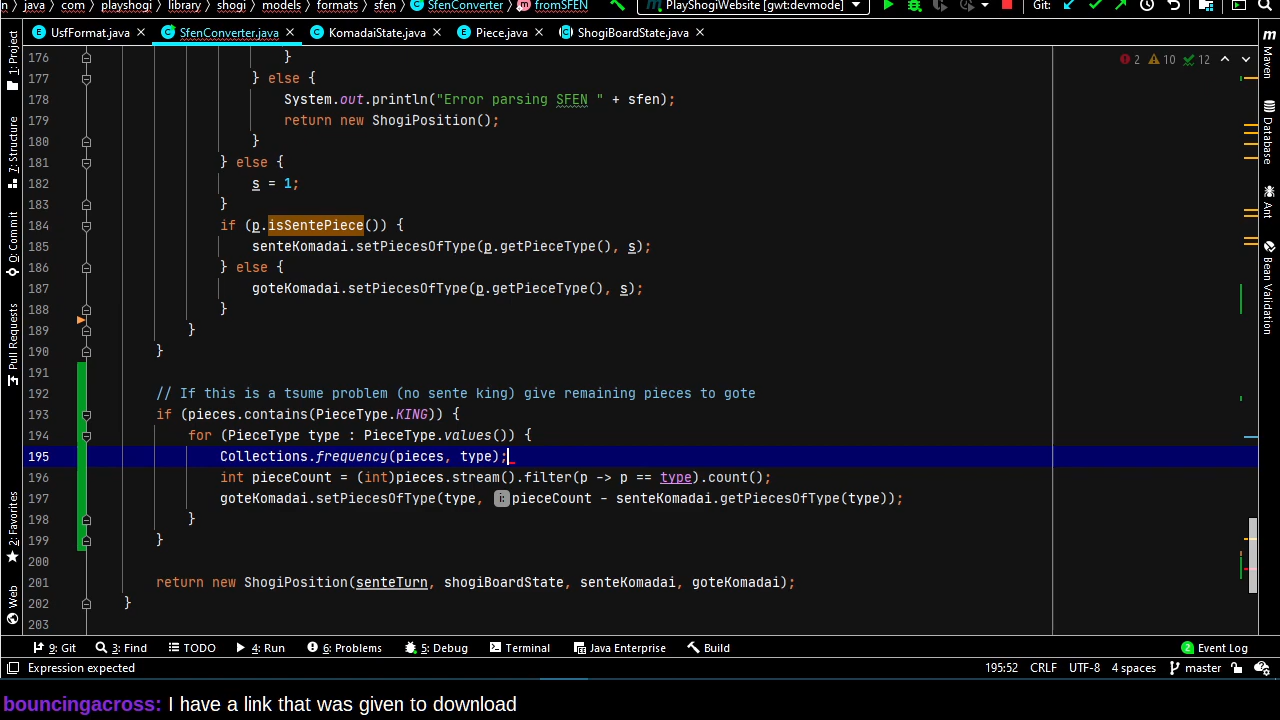 n java com playshogi library shogi models formats sfen SfenConverter fromSFEN PlayShogiWebsite [gwt:devmode] Git:
UsfFormat.java SfenConverter.java KomadaiState.java Piece.java ShogiBoardState.java
1: Project
7: Structure
Commit
Pull Requests
2: Favorites
Web
Maven
Database
Ant
Bean Validation
2 10 12
176 }
177 } else {
178 System.out.println("Error parsing SFEN " + sfen);
179 return new ShogiPosition();
180 }
181 } else {
182 s = 1;
183 }
184 if (p.isSentePiece()) {
185 senteKomadai.setPiecesOfType(p.getPieceType(), s);
186 } else {
187 goteKomadai.setPiecesOfType(p.getPieceType(), s);
188 }
189 }
190 }
191
192 // If this is a tsume problem (no sente king) give remaining pieces to gote
193 if (pieces.contains(PieceType.KING)) {
194 for (PieceType type : PieceType.values()) {
195 Collections.frequency(pieces, type);
196 int pieceCount = (int)pieces.stream().filter(p -> p == type).count();
197 goteKomadai.setPiecesOfType(type, i: pieceCount - senteKomadai.getPiecesOfType(type));
198 }
199 }
200
201 return new ShogiPosition(senteTurn, shogiBoardState, senteKomadai, goteKomadai);
202 }
203
9: Git 3: Find TODO 4: Run 6: Problems 5: Debug Terminal Java Enterprise Build 2 Event Log
Expression expected 195:52 CRLF UTF-8 4 spaces master
bouncingacross: I have a link that was given to download